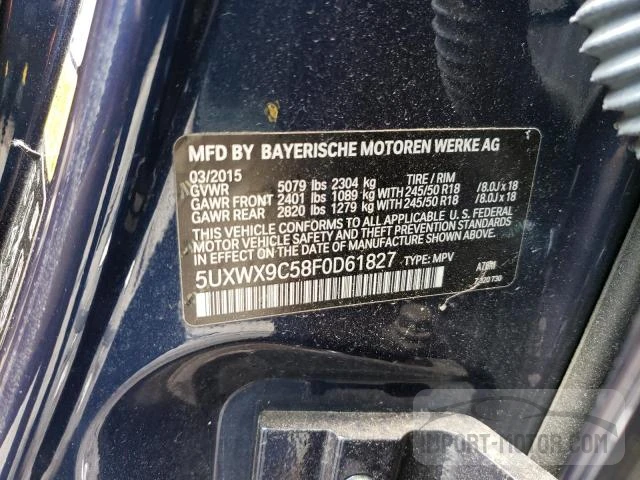 MFD BY BAYERISCHE MOTOREN WERKE AG
03/2015 TIRE / RIM
GVWR 5079 lbs 2304 kg
GAWR FRONT 2401 lbs 1089 kg WITH 245/50 R18 / 8.0J x 18
GAWR REAR 2820 lbs 1279 kg WITH 245/50 R18 / 8.0J x 18
THIS VEHICLE CONFORMS TO ALL APPLICABLE U.S. FEDERAL
MOTOR VEHICLE SAFETY STANDARDS IN EFFECT ON THE
DATE OF MANUFACTURE SHOWN ABOVE.
5UXWX9C58F0D61827 TYPE: MPV
7320730
IMPORT-MOTOR.COM